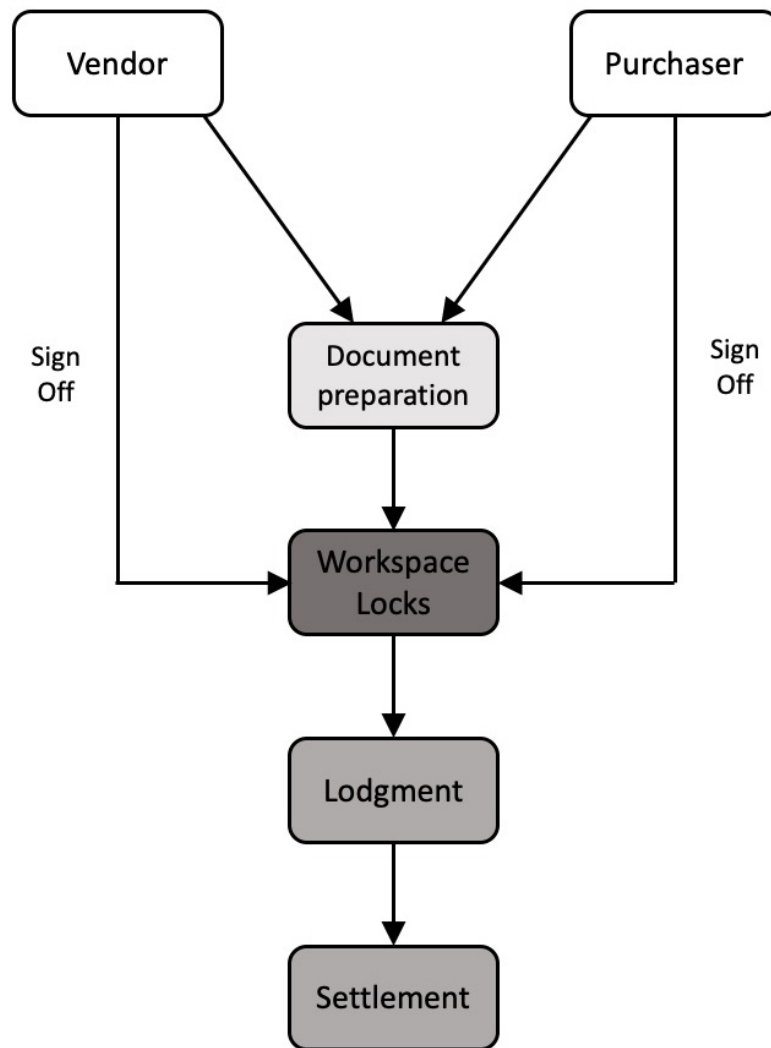 Vendor
Purchaser
Document
preparation
Sign
Off
Sign
Off
Workspace
Locks
Lodgment
Settlement